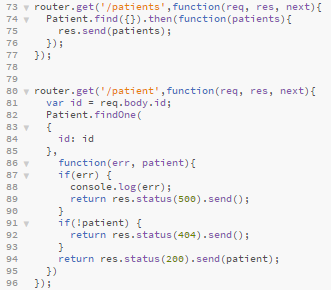 73 router.get('/patients',function(req, res, next){
74 Patient.find({}).then(function(patients){
75 res.send(patients);
76 });
77 });
78
79
80 router.get('/patient',function(req, res, next){
81 var id = req.body.id;
82 Patient.findOne(
83 {
84 id: id
85 },
86 function(err, patient){
87 if(err) {
88 console.log(err);
89 return res.status(500).send();
90 }
91 if(!patient) {
92 return res.status(404).send();
93 }
94 return res.status(200).send(patient);
95 })
96 });